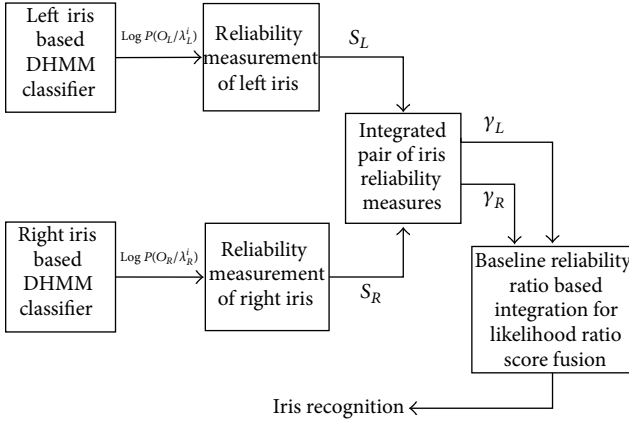 Left iris
based
DHMM
classifier
Log P(O_L/λ_L^i)
Reliability
measurement
of left iris
S_L
Integrated
pair of iris
reliability
measures
γ_L
γ_R
Right iris
based
DHMM
classifier
Log P(O_R/λ_R^i)
Reliability
measurement
of right iris
S_R
Baseline reliability
ratio based
integration for
likelihood ratio
score fusion
Iris recognition